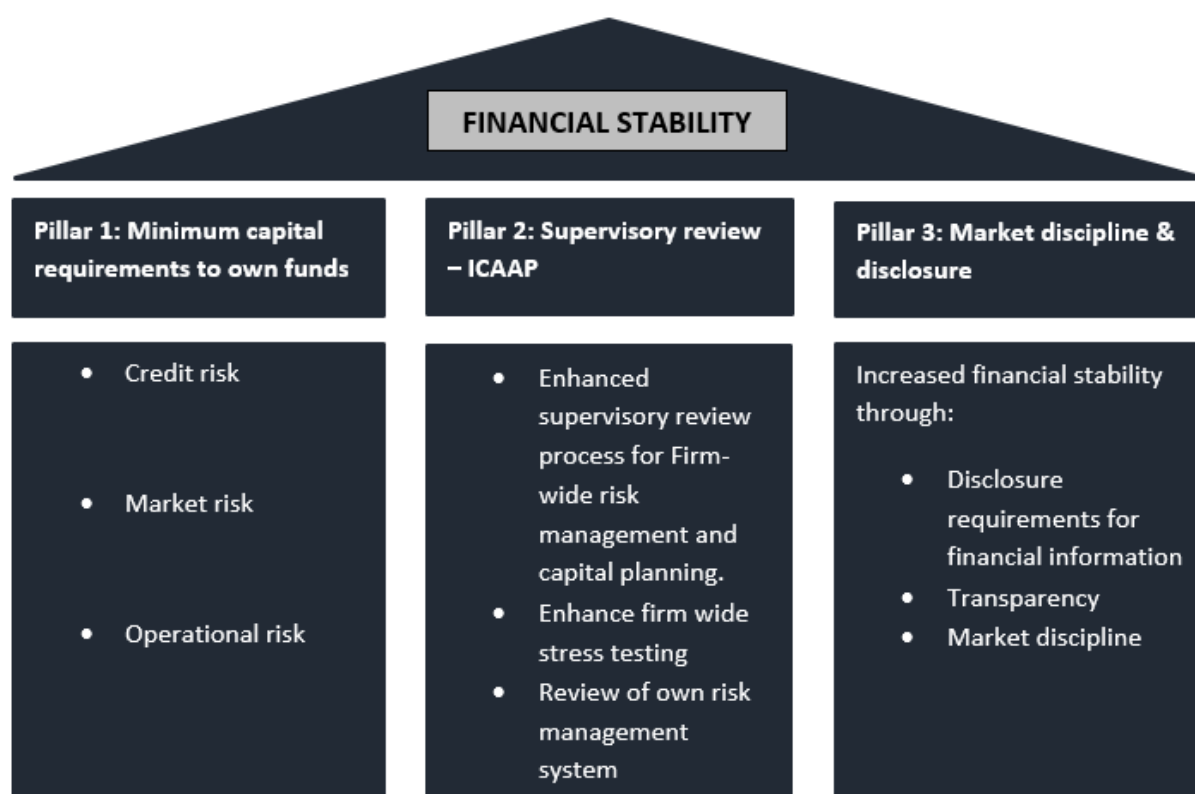 FINANCIAL STABILITY
Pillar 1: Minimum capital
requirements to own funds
• Credit risk
• Market risk
• Operational risk
Pillar 2: Supervisory review
– ICAAP
• Enhanced
supervisory review
process for Firm-
wide risk
management and
capital planning.
• Enhance firm wide
stress testing
• Review of own risk
management
system
Pillar 3: Market discipline &
disclosure
Increased financial stability
through:
• Disclosure
requirements for
financial information
• Transparency
• Market discipline